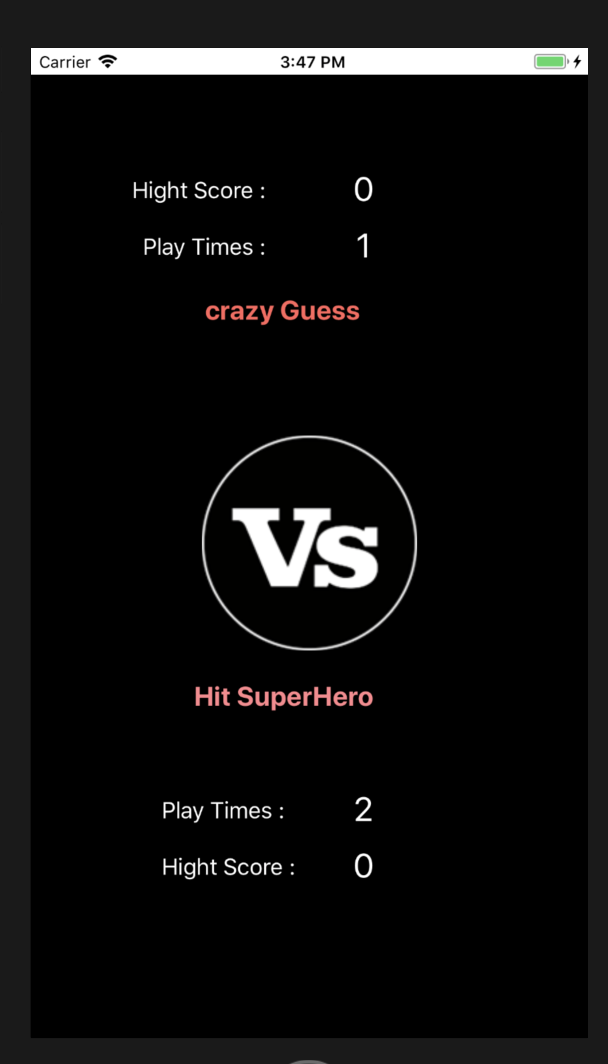 Carrier 3:47 PM
Hight Score : 0
Play Times : 1
crazy Guess
Vs
Hit SuperHero
Play Times : 2
Hight Score : 0